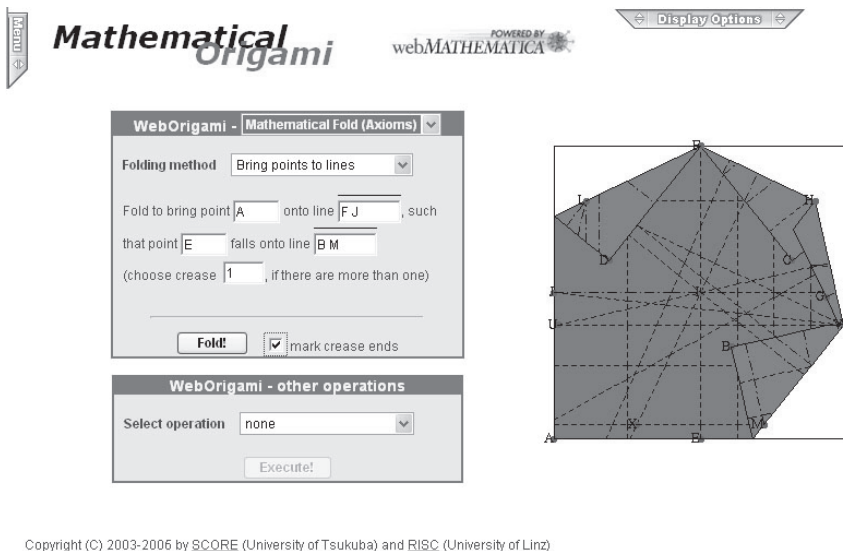 Menu
Mathematical
Origami
POWERED BY
webMATHEMATICA
Display Options
WebOrigami - Mathematical Fold (Axioms)
Folding method Bring points to lines
Fold to bring point A onto line F J , such
that point E falls onto line B M
(choose crease 1 , if there are more than one)
Fold! mark crease ends
WebOrigami - other operations
Select operation none
Execute!
H
D
C
G
U
B
A
E
M
Copyright (C) 2003-2006 by SCORE (University of Tsukuba) and RISC (University of Linz)